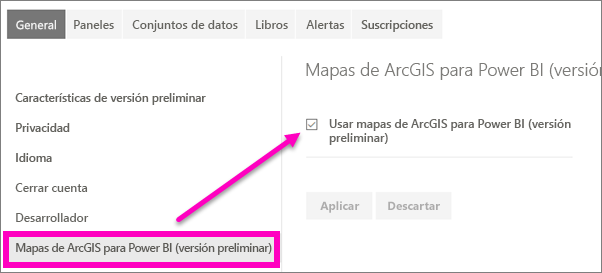 General Paneles Conjuntos de datos Libros Alertas Suscripciones
Mapas de ArcGIS para Power BI (versión
Características de versión preliminar
Privacidad
Idioma
Cerrar cuenta
Desarrollador
Mapas de ArcGIS para Power BI (versión preliminar)
Usar mapas de ArcGIS para Power BI (versión
preliminar)
Aplicar Descartar